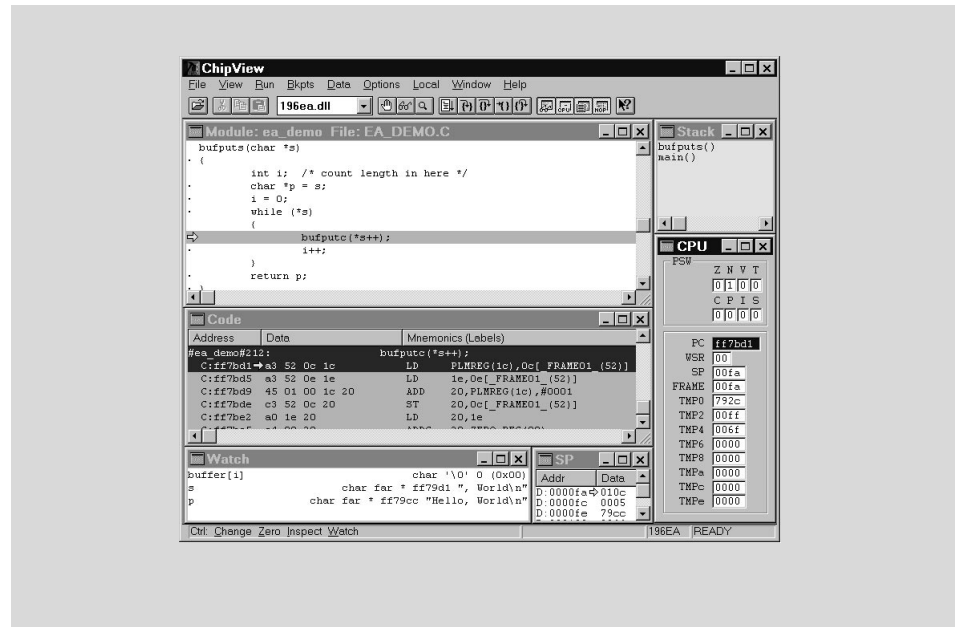 ChipView
File View Run Bkpts Data Options Local Window Help
196ea.dll
Module: ea_demo File: EA_DEMO.C
bufputs(char *s)
{
int i; /* count length in here */
char *p = s;
i = 0;
while (*s)
{
bufputc(*s++);
i++;
}
return p;
}
Stack
bufputs()
main()
CPU
PSW
Z N V T
0 1 0 0
C P I S
0 0 0 0
PC ff7bd1
WSR 00
SP 00fa
FRAME 00fa
TMP0 792c
TMP2 00ff
TMP4 006f
TMP6 0000
TMP8 0000
TMPa 0000
TMPc 0000
TMPe 0000
Code
Address Data Mnemonics (Labels)
#ea_demo#212: bufputc(*s++);
C:ff7bd1 a3 52 0c 1c LD PLMREG(1c),0c[_FRAME01_(52)]
C:ff7bd5 a3 52 0e 1e LD 1e,0e[_FRAME01_(52)]
C:ff7bd9 45 01 00 1c 20 ADD 20,PLMREG(1c),#0001
C:ff7bde c3 52 0c 20 ST 20,0c[_FRAME01_(52)]
C:ff7be2 a0 1e 20 LD 20,1e
Watch
buffer[i] char '\0' 0 (0x00)
s char far * ff79d1 ", World\n"
p char far * ff79cc "Hello, World\n"
SP
Addr Data
D:0000fa 010c
D:0000fc 0005
D:0000fe 79cc
Ctrl: Change Zero Inspect Watch
196EA READY